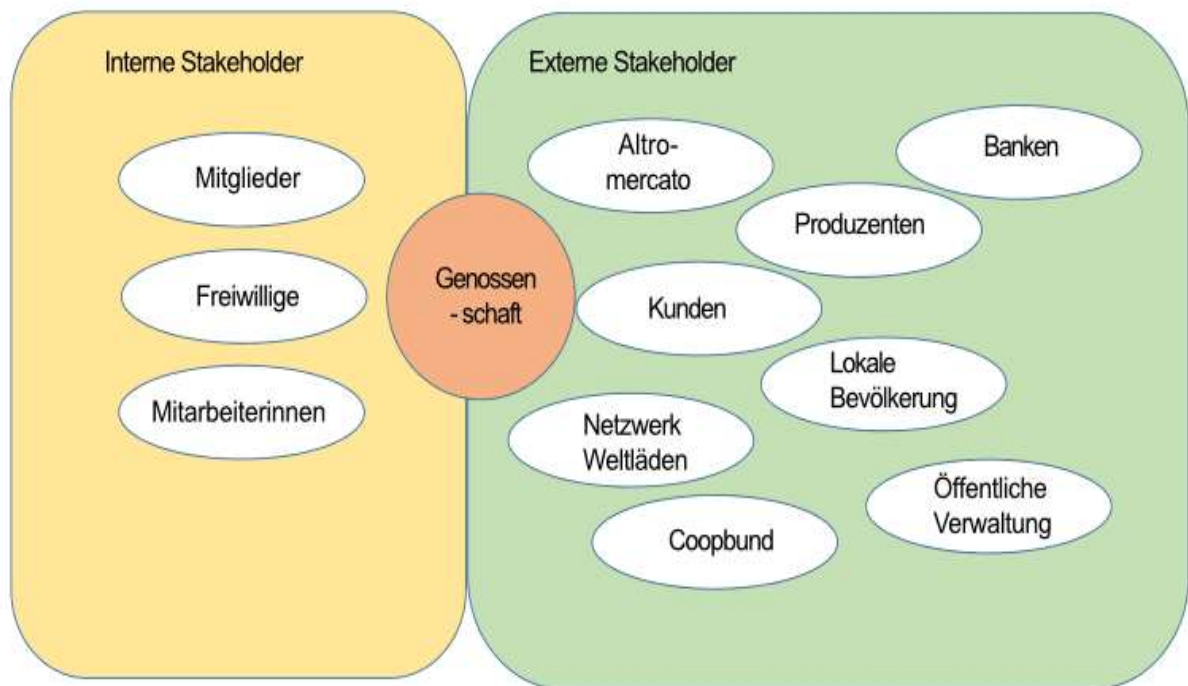 Interne Stakeholder
Mitglieder
Freiwillige
Mitarbeiterinnen
Genossen
- schaft
Externe Stakeholder
Altro-
mercato
Banken
Produzenten
Kunden
Lokale
Bevölkerung
Netzwerk
Weltläden
Öffentliche
Verwaltung
Coopbund